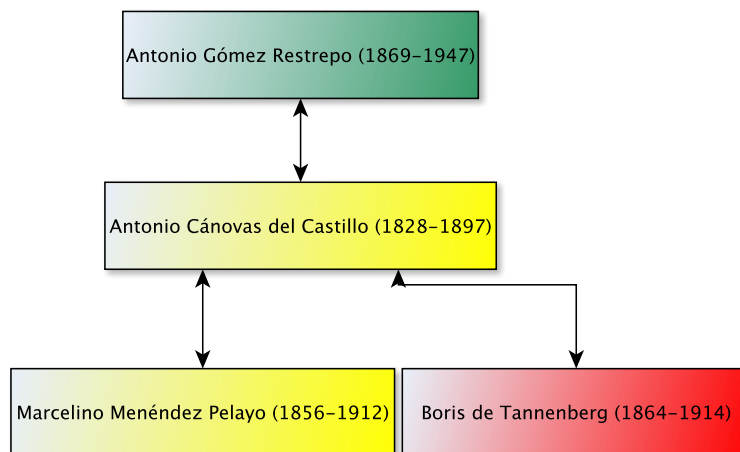 Antonio Gómez Restrepo (1869-1947)
Antonio Cánovas del Castillo (1828-1897)
Marcelino Menéndez Pelayo (1856-1912)
Boris de Tannenberg (1864-1914)